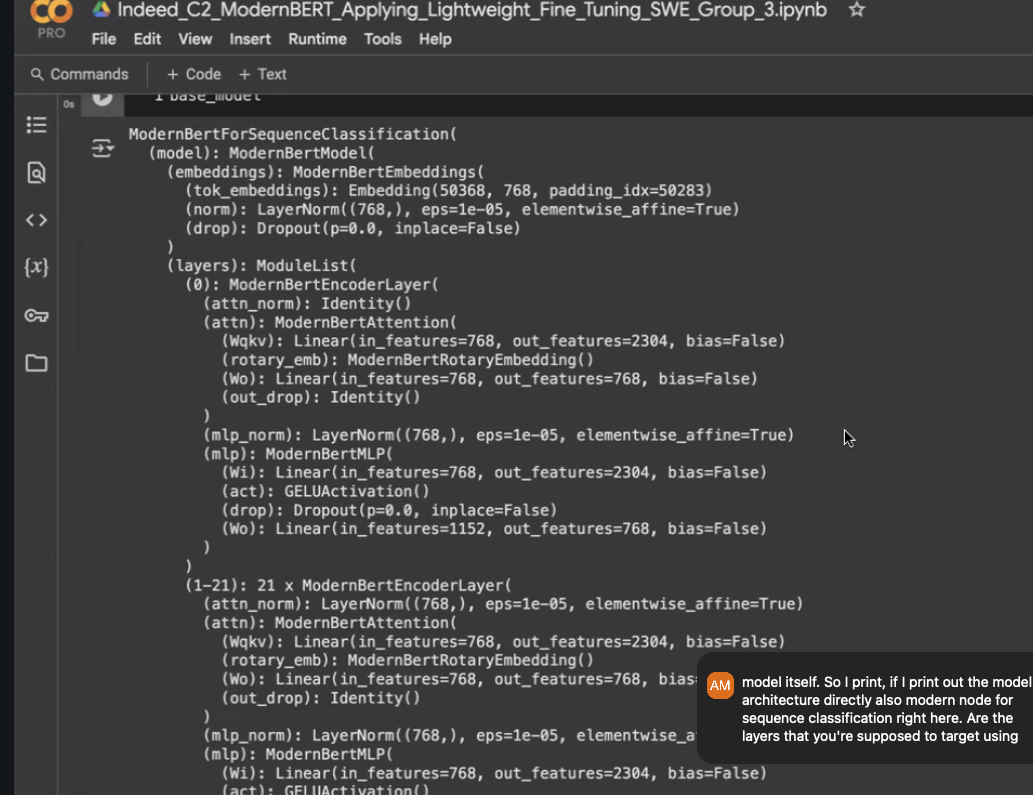 Indeed_C2_ModernBERT_Applying_Lightweight_Fine_Tuning_SWE_Group_3.ipynb
PRO
File Edit View Insert Runtime Tools Help
Commands + Code + Text
0s
1 base_model
ModernBertForSequenceClassification(
(model): ModernBertModel(
(embeddings): ModernBertEmbeddings(
(tok_embeddings): Embedding(50368, 768, padding_idx=50283)
(norm): LayerNorm((768,), eps=1e-05, elementwise_affine=True)
(drop): Dropout(p=0.0, inplace=False)
)
(layers): ModuleList(
(0): ModernBertEncoderLayer(
(attn_norm): Identity()
(attn): ModernBertAttention(
(Wqkv): Linear(in_features=768, out_features=2304, bias=False)
(rotary_emb): ModernBertRotaryEmbedding()
(Wo): Linear(in_features=768, out_features=768, bias=False)
(out_drop): Identity()
)
(mlp_norm): LayerNorm((768,), eps=1e-05, elementwise_affine=True)
(mlp): ModernBertMLP(
(Wi): Linear(in_features=768, out_features=2304, bias=False)
(act): GELUActivation()
(drop): Dropout(p=0.0, inplace=False)
(Wo): Linear(in_features=1152, out_features=768, bias=False)
)
)
(1-21): 21 x ModernBertEncoderLayer(
(attn_norm): LayerNorm((768,), eps=1e-05, elementwise_affine=True)
(attn): ModernBertAttention(
(Wqkv): Linear(in_features=768, out_features=2304, bias=False)
(rotary_emb): ModernBertRotaryEmbedding()
(Wo): Linear(in_features=768, out_features=768, bias
(out_drop): Identity()
)
(mlp_norm): LayerNorm((768,), eps=1e-05, elementwise_a
(mlp): ModernBertMLP(
(Wi): Linear(in_features=768, out_features=2304, bias=False)
(act): GELUActivation()
AM
model itself. So I print, if I print out the model
architecture directly also modern node for
sequence classification right here. Are the
layers that you're supposed to target using